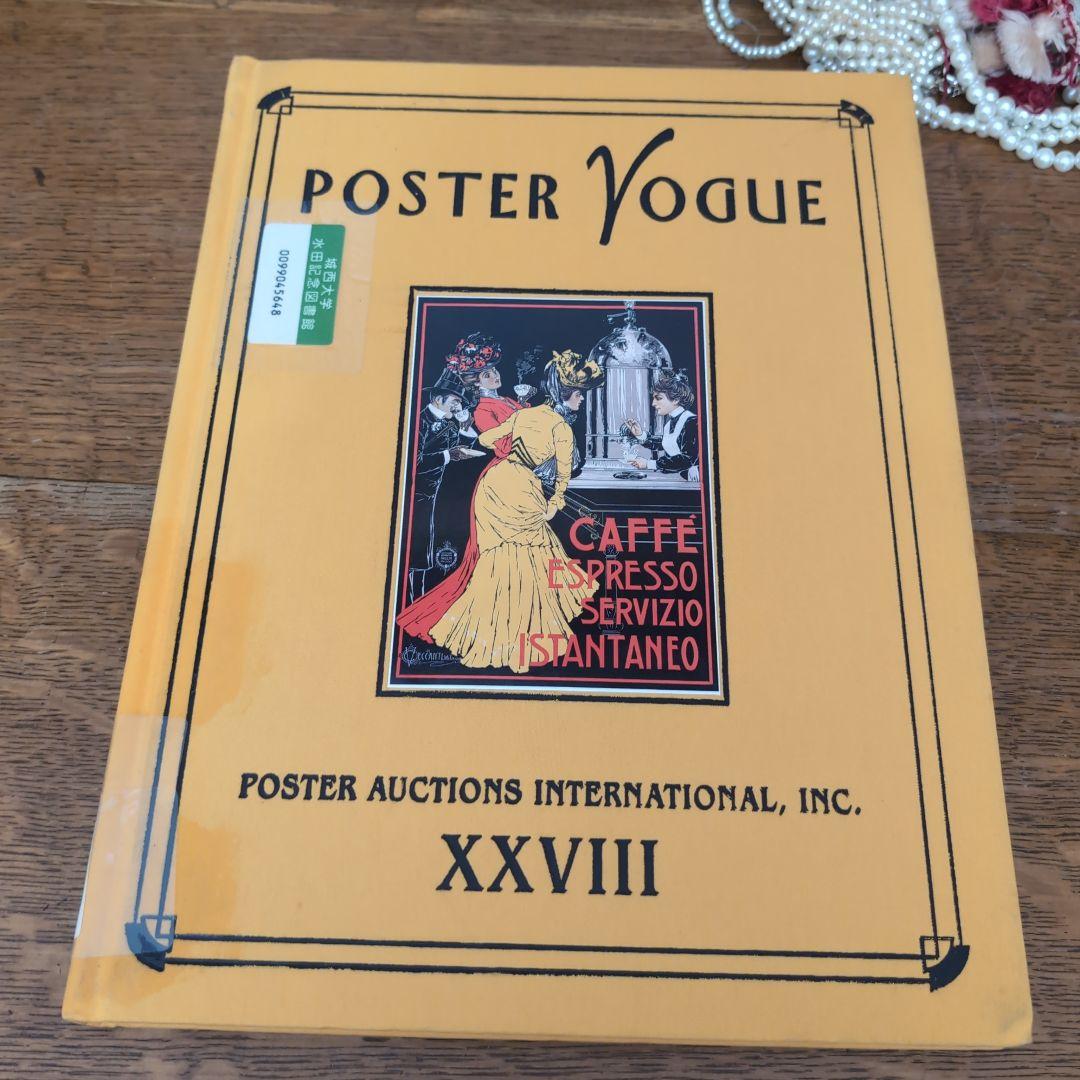 POSTER VOGUE
城西大学
水田記念図書館
0099045648
CAFFÉ
ESPRESSO
SERVIZIO
ISTANTANEO
POSTER AUCTIONS INTERNATIONAL, INC.
XXVIII